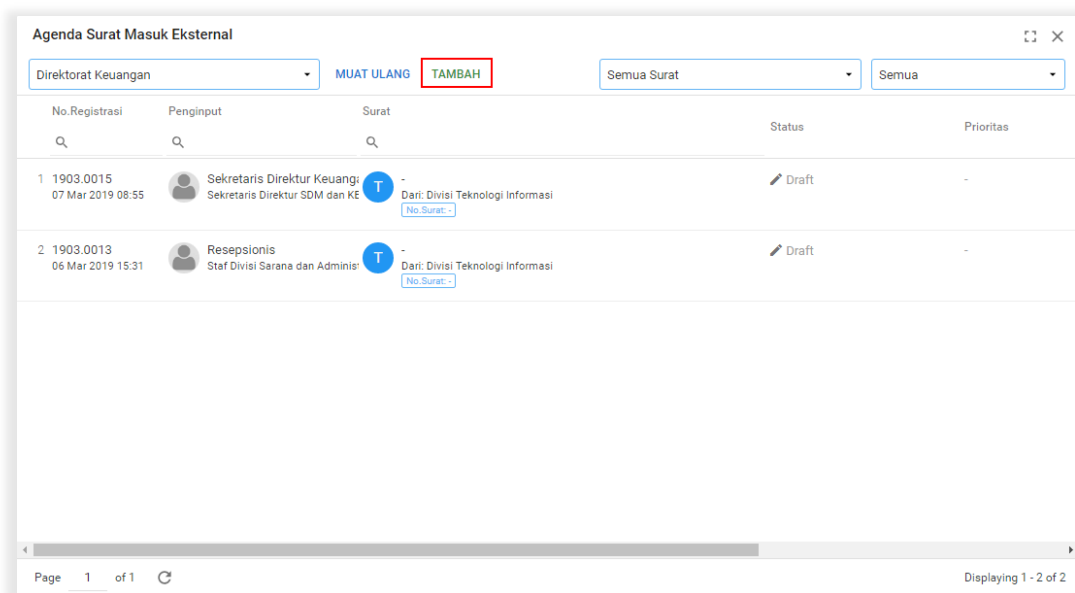 Agenda Surat Masuk Eksternal
Direktorat Keuangan MUAT ULANG TAMBAH Semua Surat Semua
No.Registrasi Penginput Surat Status Prioritas
1 1903.0015 Sekretaris Direktur Keuanga T - Draft -
07 Mar 2019 08:55 Sekretaris Direktur SDM dan KE Dari: Divisi Teknologi Informasi
No.Surat: -
2 1903.0013 Resepsionis T - Draft -
06 Mar 2019 15:31 Staf Divisi Sarana dan Adminis Dari: Divisi Teknologi Informasi
No.Surat: -
Page 1 of 1 Displaying 1 - 2 of 2